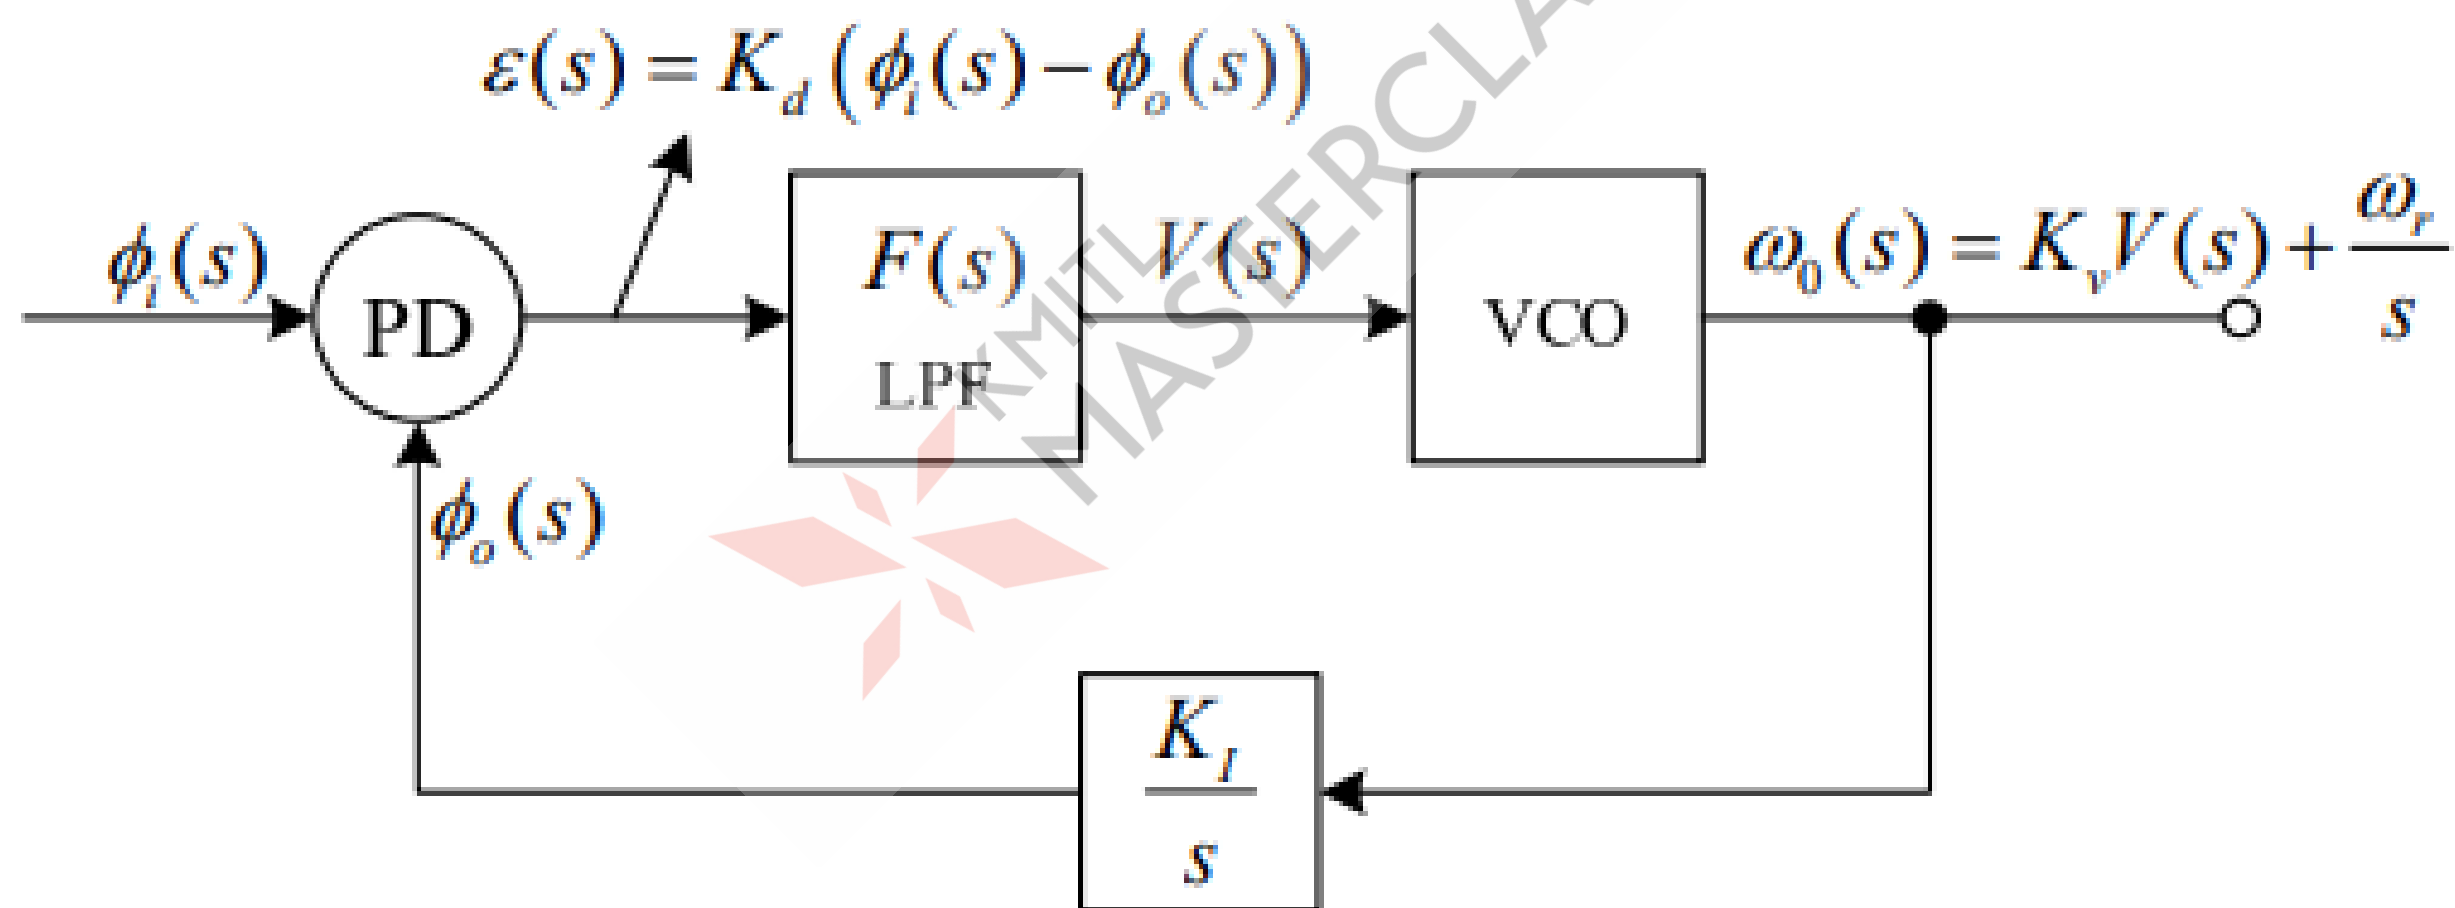 ε(s) = K_d (ϕ_i(s) − ϕ_o(s))
ϕ_i(s)
PD
F(s)
LPF
V(s)
VCO
ω_0(s) = K_v V(s) + ω_r / s
ϕ_o(s)
K_I / s
KMITL
MASTERCLA